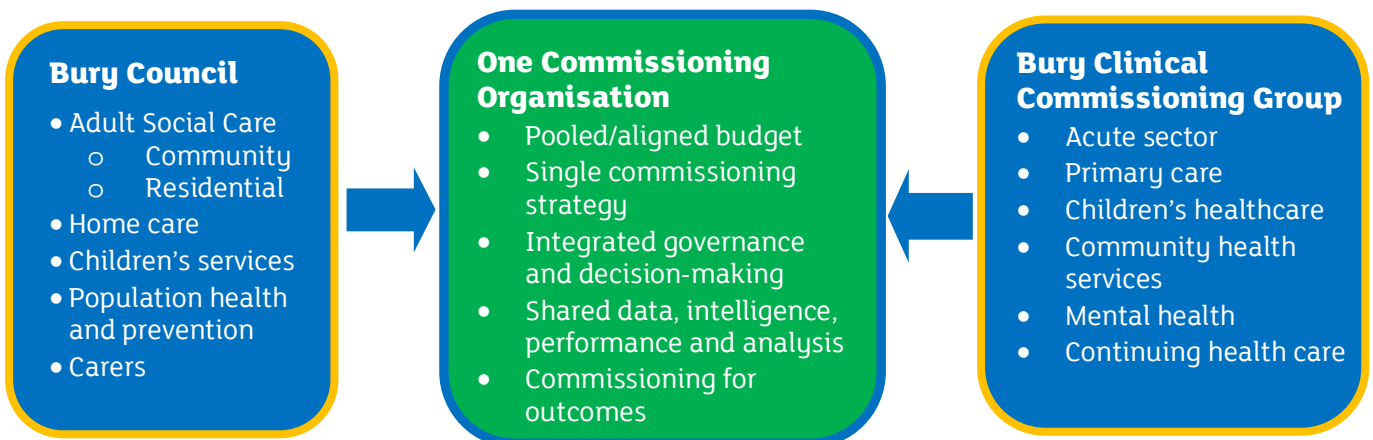 Bury Council
• Adult Social Care
o Community
o Residential
• Home care
• Children's services
• Population health
and prevention
• Carers
One Commissioning
Organisation
• Pooled/aligned budget
• Single commissioning
strategy
• Integrated governance
and decision-making
• Shared data, intelligence,
performance and analysis
• Commissioning for
outcomes
Bury Clinical
Commissioning Group
• Acute sector
• Primary care
• Children's healthcare
• Community health
services
• Mental health
• Continuing health care